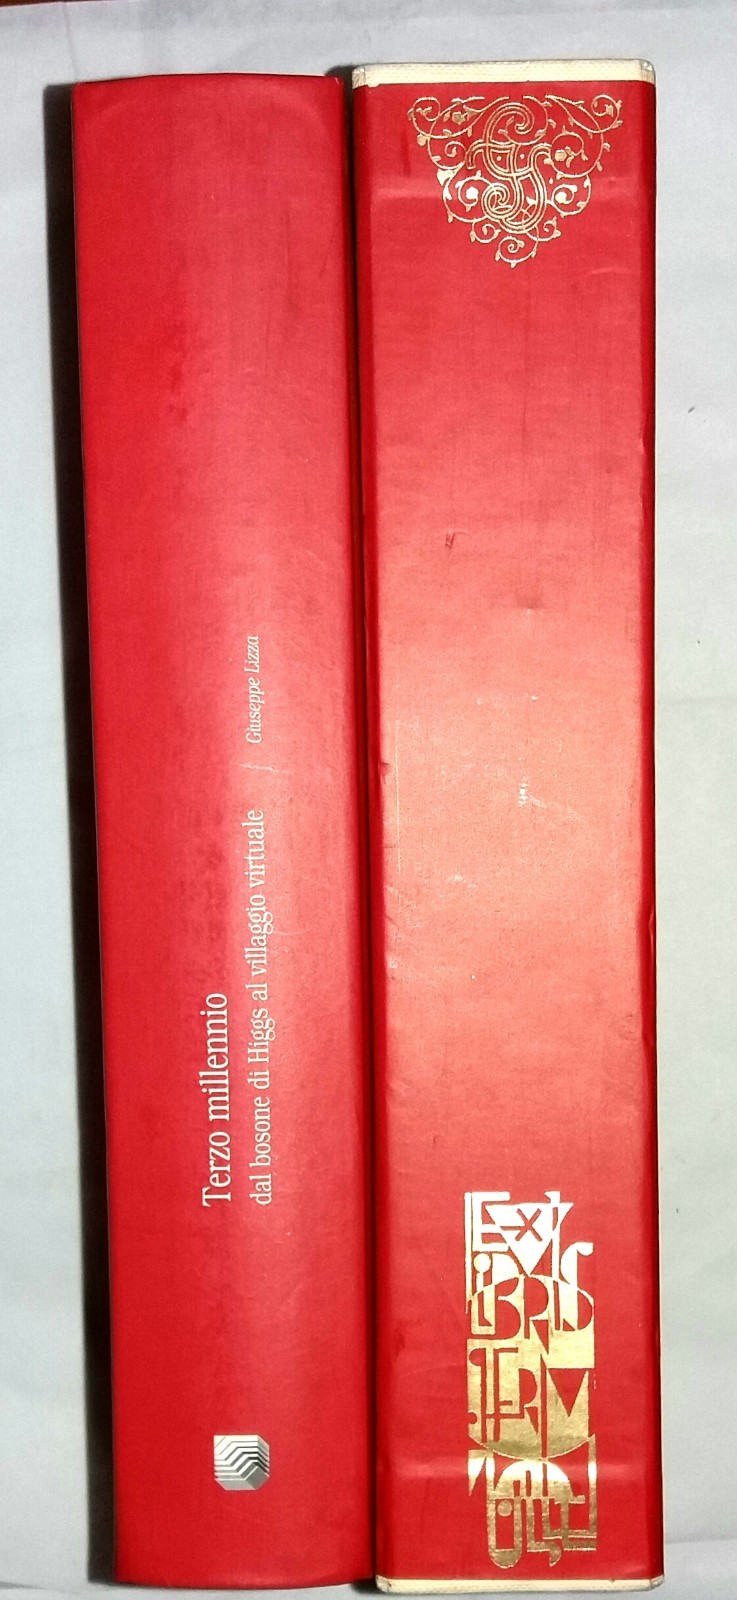 Terzo millennio
dal bosone di Higgs al villaggio virtuale / Giuseppe Lizza
EX
LIBRIS